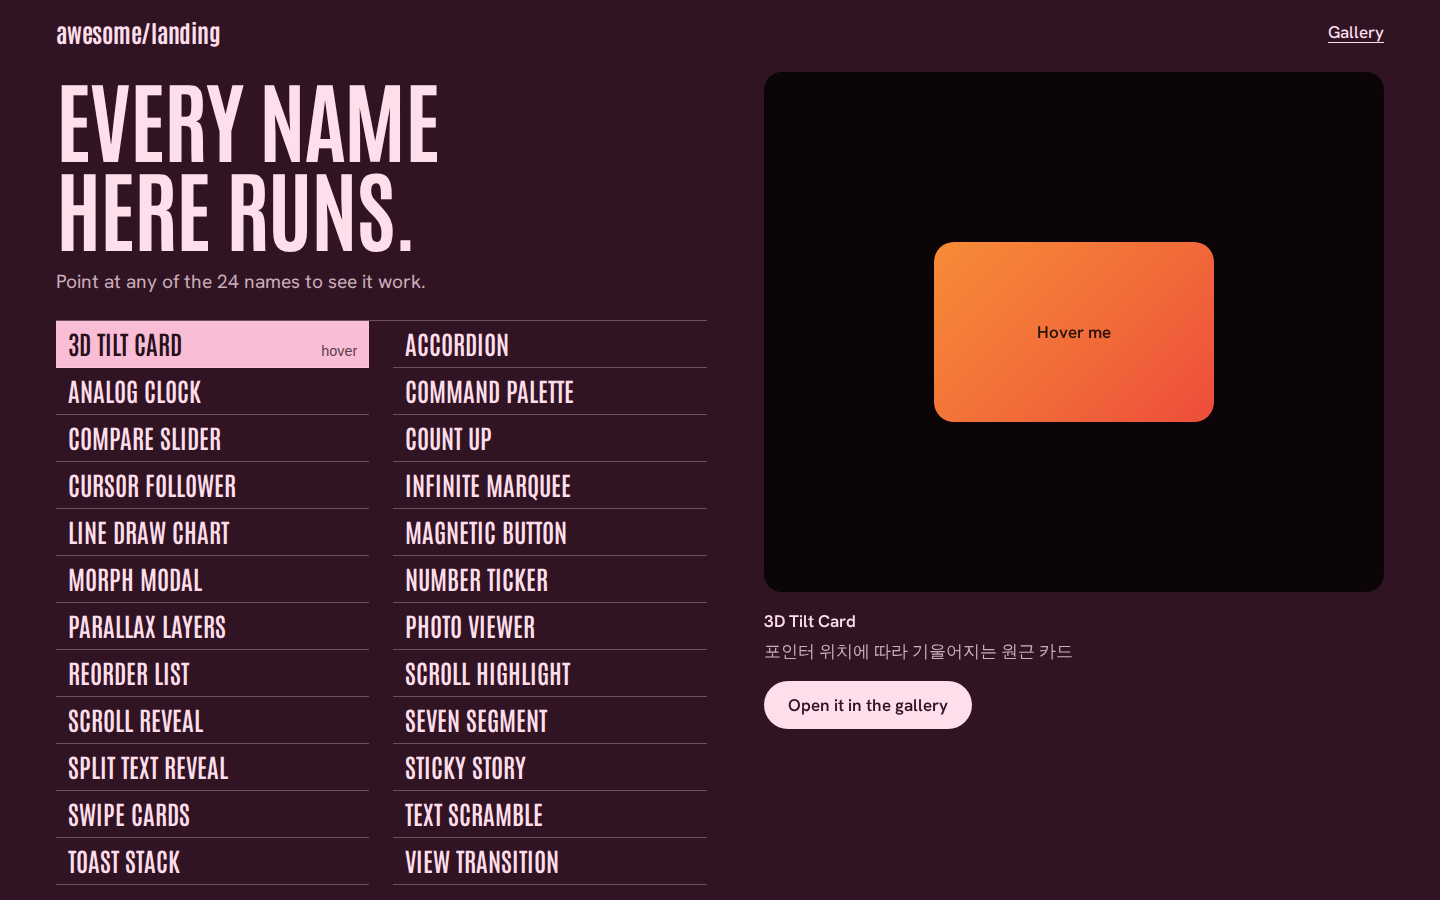 awesome/landing
Gallery
EVERY NAME
HERE RUNS.
Point at any of the 24 names to see it work.
3D TILT CARD
hover
ACCORDION
ANALOG CLOCK
COMMAND PALETTE
COMPARE SLIDER
COUNT UP
CURSOR FOLLOWER
INFINITE MARQUEE
LINE DRAW CHART
MAGNETIC BUTTON
MORPH MODAL
NUMBER TICKER
PARALLAX LAYERS
PHOTO VIEWER
REORDER LIST
SCROLL HIGHLIGHT
SCROLL REVEAL
SEVEN SEGMENT
SPLIT TEXT REVEAL
STICKY STORY
SWIPE CARDS
TEXT SCRAMBLE
TOAST STACK
VIEW TRANSITION
Hover me
3D Tilt Card
포인터 위치에 따라 기울어지는 원근 카드
Open it in the gallery